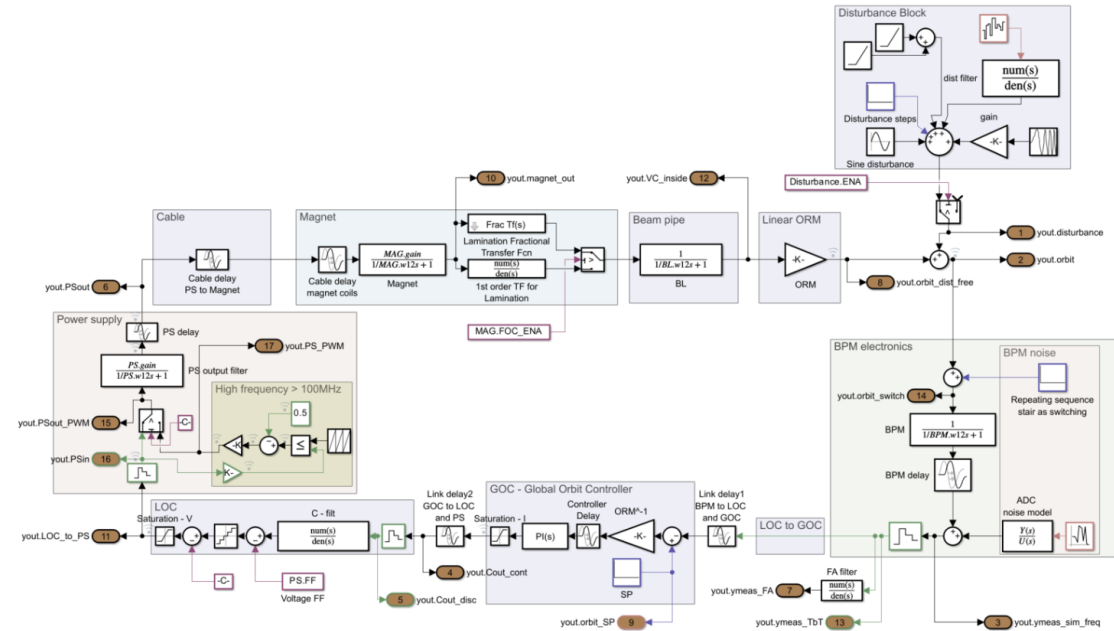 Disturbance Block
num(s)
den(s)
dist filter
Disturbance steps
gain
-K-
Sine disturbance
Disturbance.ENA
1
yout.disturbance
2
yout.orbit
8
yout.orbit_dist_free
10
yout.magnet_out
yout.VC_inside
12
Cable
Cable delay
PS to Magnet
Magnet
Cable delay
magnet coils
MAG.gain
1/MAG.w12s + 1
Magnet
Frac Tf(s)
Lamination Fractional
Transfer Fcn
num(s)
den(s)
1st order TF for
Lamination
>
MAG.FOC_ENA
Beam pipe
1
1/BL.w12s + 1
BL
Linear ORM
-K-
ORM
yout.PSout
6
Power supply
PS delay
PS.gain
1/PS.w12s + 1
PS output filter
17
yout.PS_PWM
High frequency > 100MHz
0.5
≤
-K
K-
-C-
yout.PSout_PWM
15
yout.PSin
16
BPM electronics
BPM noise
Repeating sequence
stair as switching
yout.orbit_switch
14
BPM
1
1/BPM.w12s + 1
BPM delay
ADC
noise model
Y(s)
U(s)
LOC
Saturation - V
C - filt
num(s)
den(s)
yout.LOC_to_PS
11
-C-
PS.FF
Voltage FF
Link delay2
GOC to LOC
and PS
4
yout.Cout_cont
5
yout.Cout_disc
GOC - Global Orbit Controller
Saturation - I
PI(s)
Controller
Delay
ORM^-1
-K-
SP
yout.orbit_SP
9
Link delay1
BPM to LOC
and GOC
LOC to GOC
FA filter
num(s)
den(s)
yout.ymeas_FA
7
yout.ymeas_TbT
13
3
yout.ymeas_sim_freq